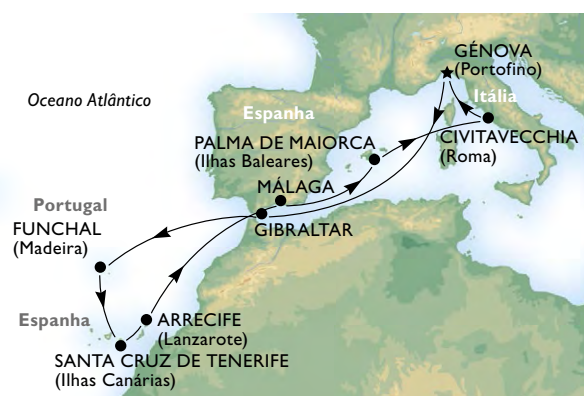 GÉNOVA
(Portofino)
Oceano Atlântico
Itália
Espanha
CIVITAVECCHIA
(Roma)
PALMA DE MAIORCA
(Ilhas Baleares)
MÁLAGA
Portugal
FUNCHAL
(Madeira)
GIBRALTAR
Espanha
ARRECIFE
(Lanzarote)
SANTA CRUZ DE TENERIFE
(Ilhas Canárias)